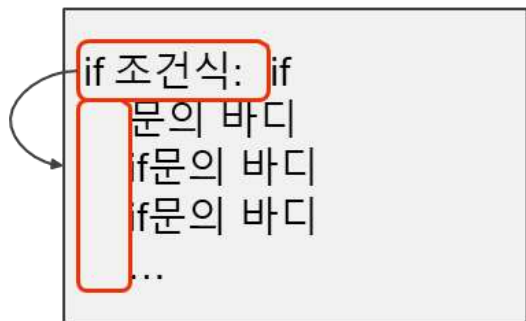 if 조건식: if
문의 바디
if문의 바디
if문의 바디
...